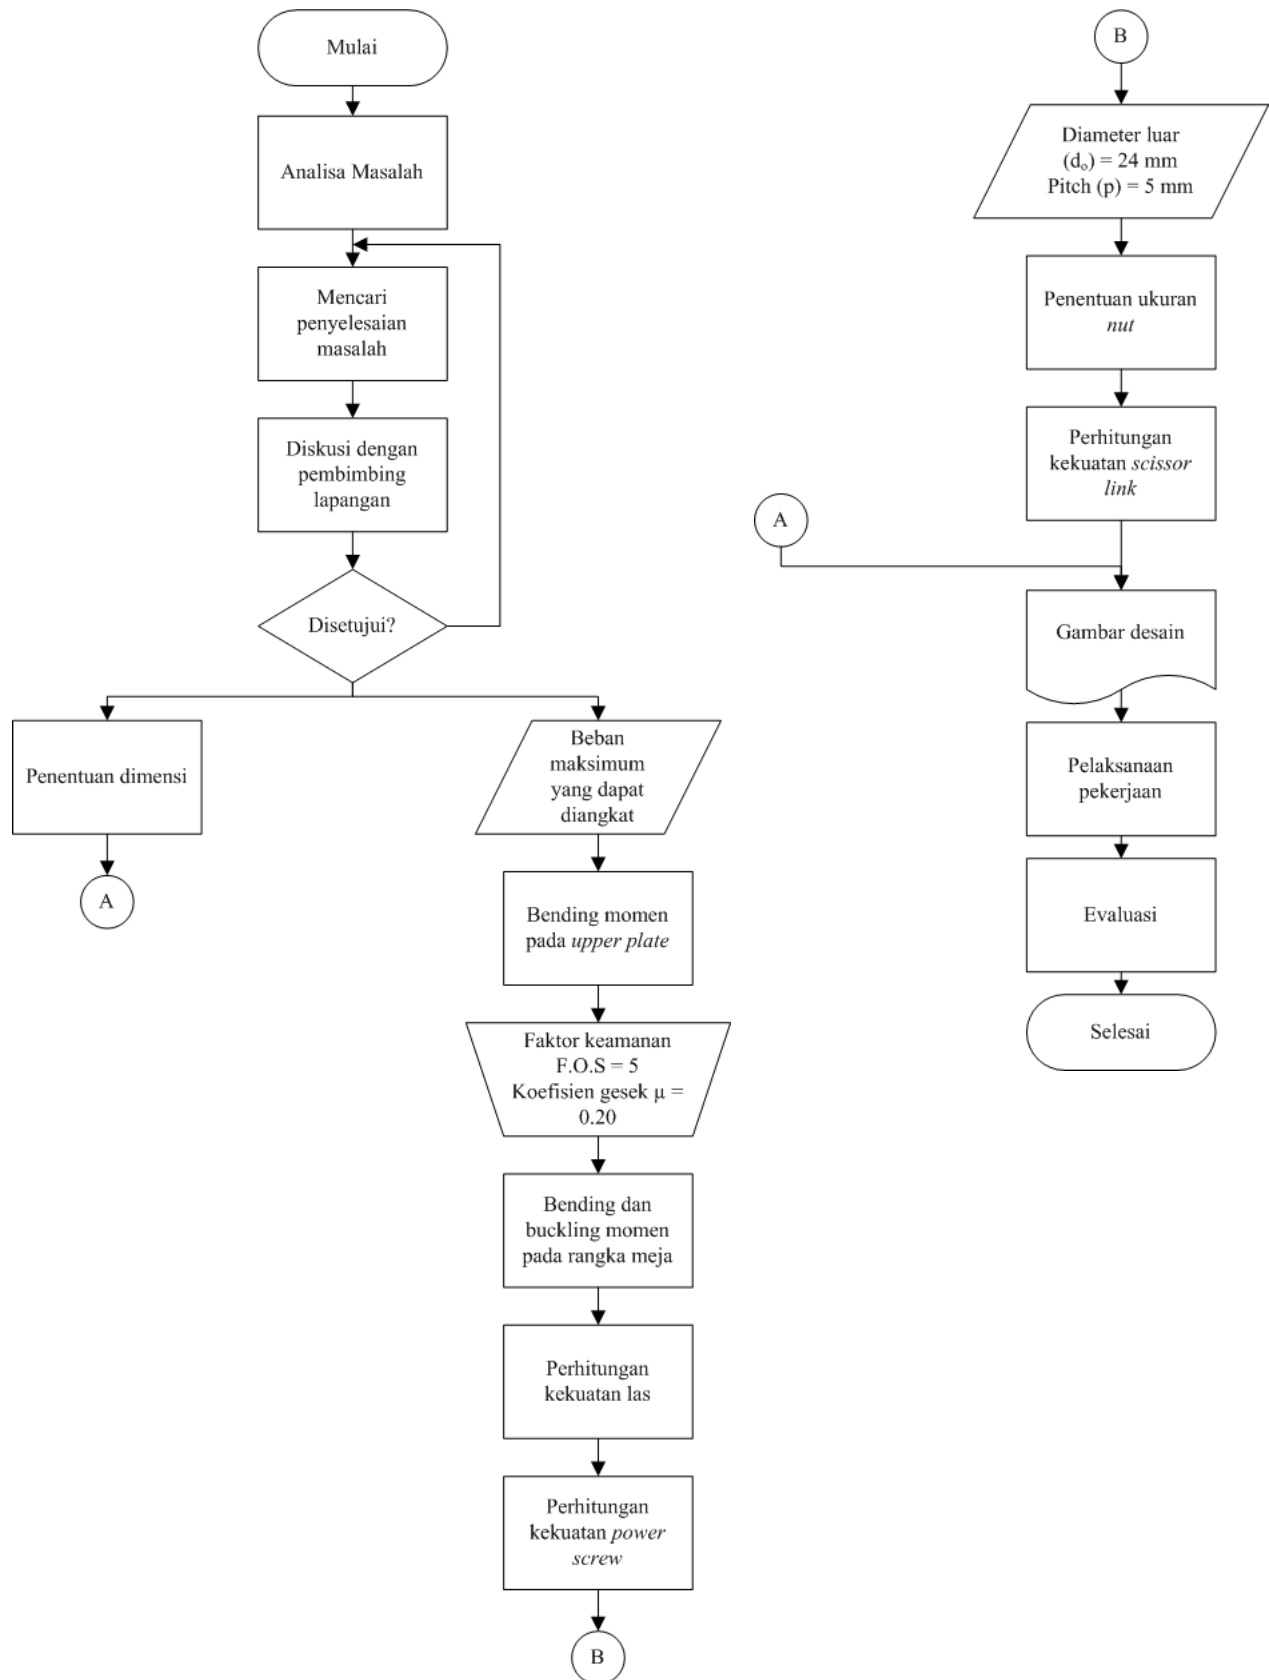 Mulai
Analisa Masalah
Mencari
penyelesaian
masalah
Diskusi dengan
pembimbing
lapangan
Disetujui?
Penentuan dimensi
A
Beban
maksimum
yang dapat
diangkat
Bending momen
pada upper plate
Faktor keamanan
F.O.S = 5
Koefisien gesek µ =
0.20
Bending dan
buckling momen
pada rangka meja
Perhitungan
kekuatan las
Perhitungan
kekuatan power
screw
B
B
Diameter luar
(dₒ) = 24 mm
Pitch (p) = 5 mm
Penentuan ukuran
nut
Perhitungan
kekuatan scissor
link
A
Gambar desain
Pelaksanaan
pekerjaan
Evaluasi
Selesai